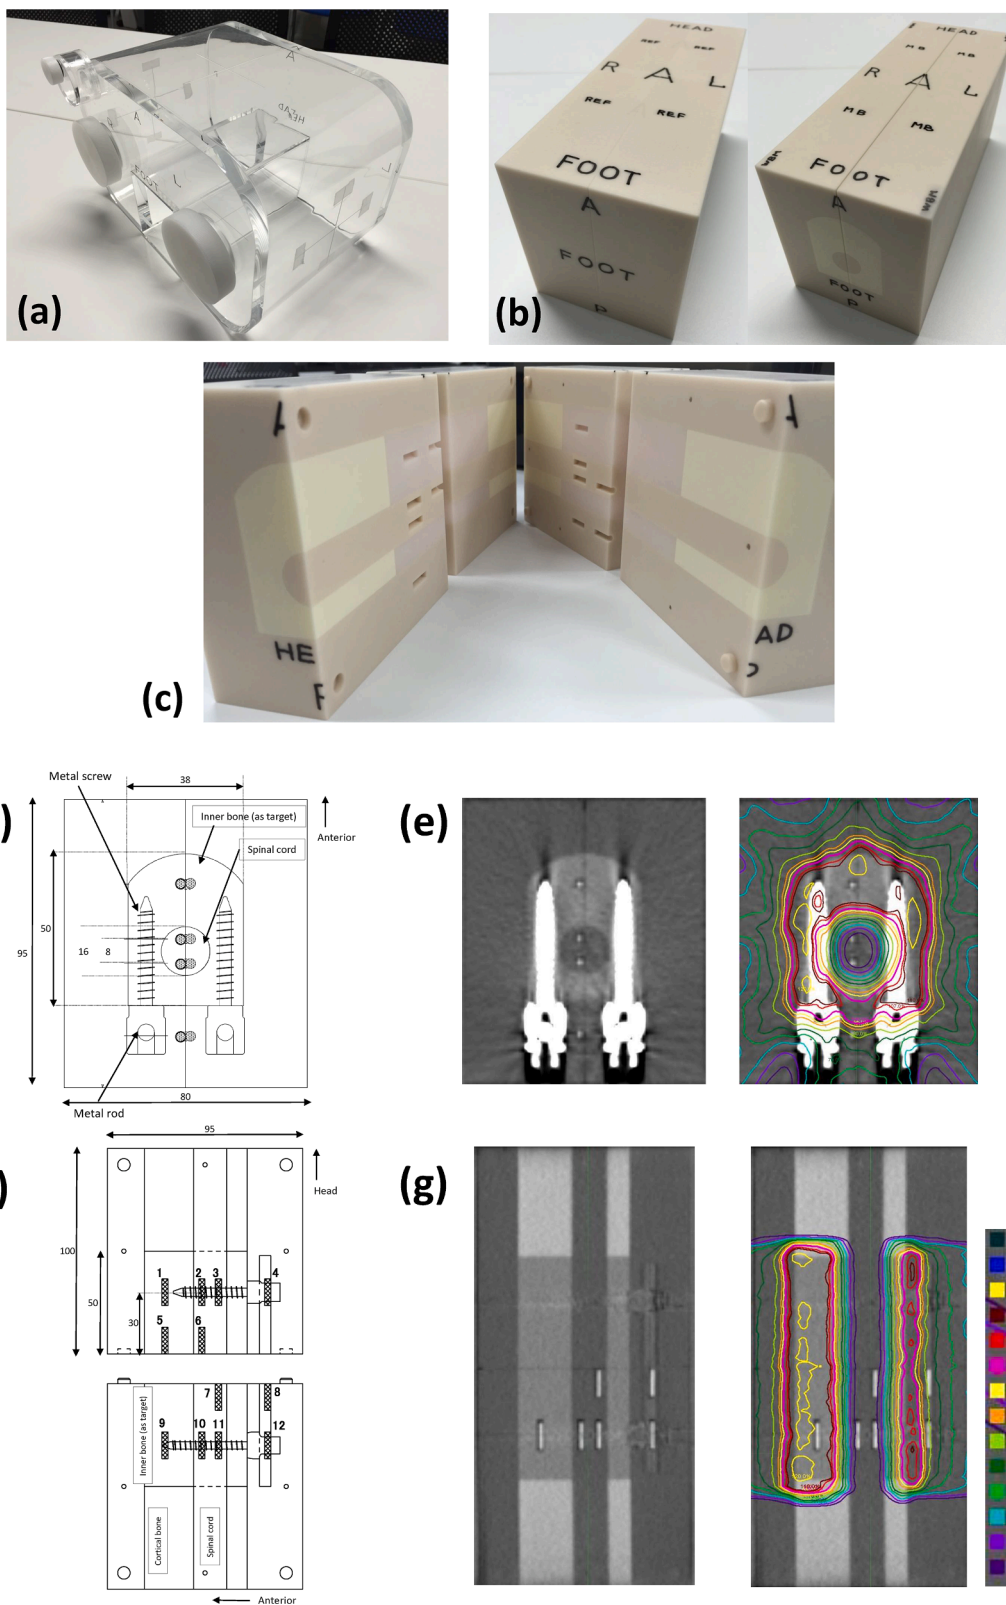 A
HEAD
A
L
FOOT
(a)
HEAD
REF REF
R A L
REF REF
FOOT
A
FOOT
P
HEAD
MB MB
R A L
MB MB
FOOT
A
FOOT
P
(b)
A
HE
A
AD
P
(c)
)
Metal screw
38
Inner bone (as target)
Anterior
Spinal cord
50
95
16
8
80
Metal rod
(e)
)
95
Head
100
50
30
1 2 3 4
5 6
7 8
9 10 11 12
Inner bone (as target)
Cortical bone
Spinal cord
Anterior
(g)